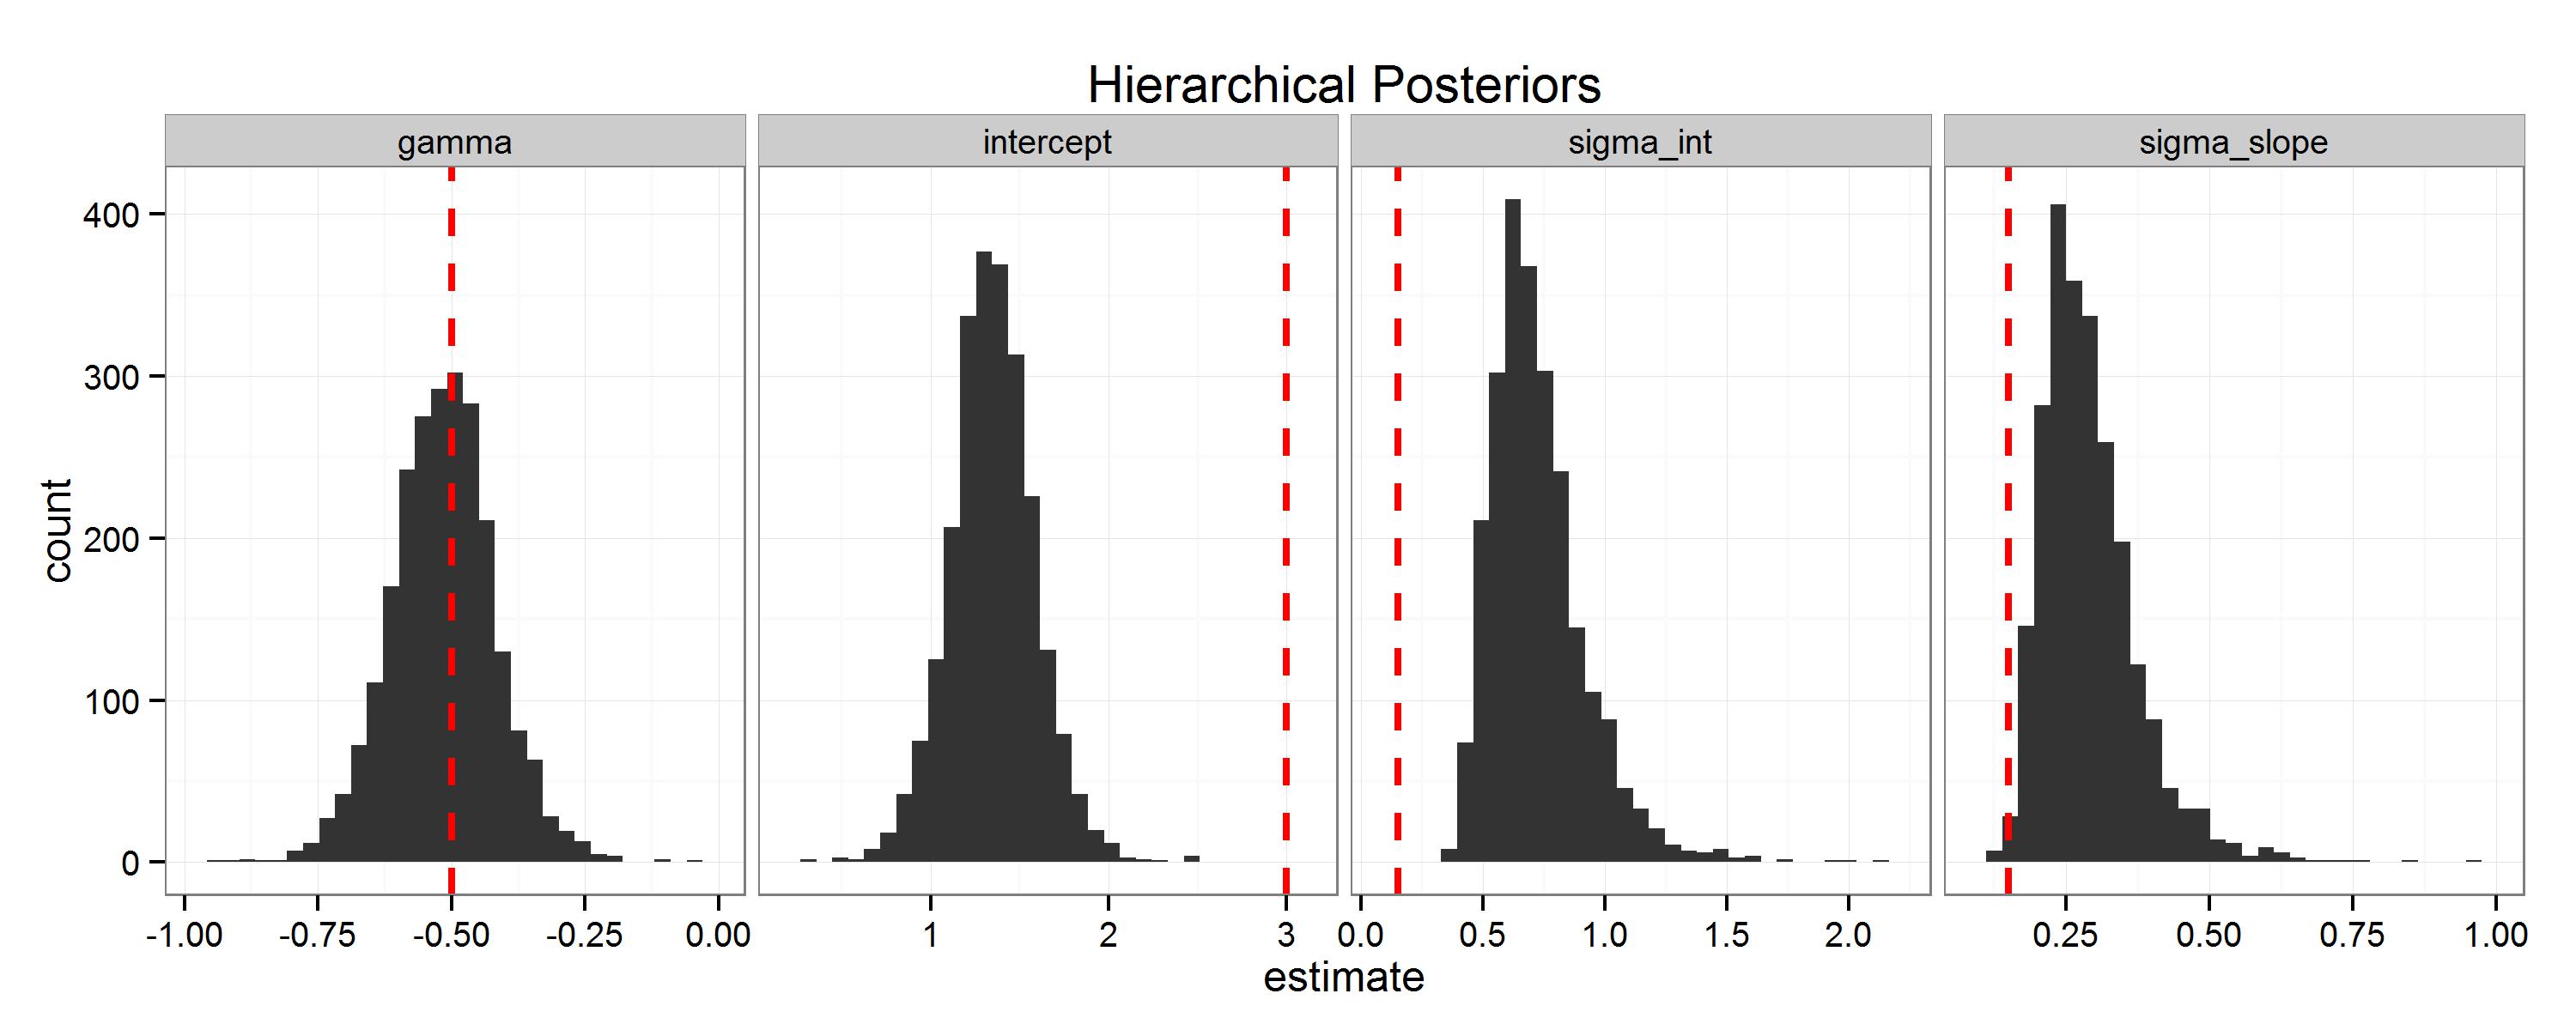 Hierarchical Posteriors
gamma intercept sigma_int sigma_slope
400
300
200
100
0
count
-1.00 -0.75 -0.50 -0.25 0.00 1 2 3 0.0 0.5 1.0 1.5 2.0 0.25 0.50 0.75 1.00
estimate